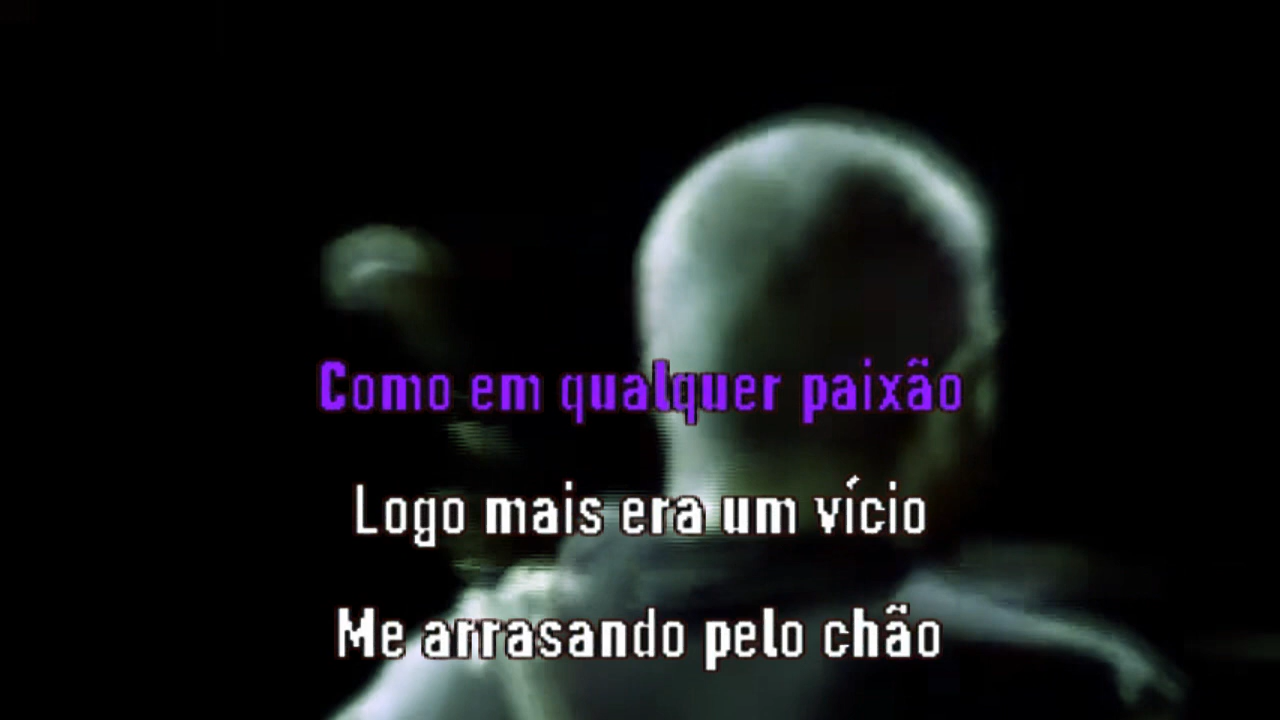 Como em qualquer paixão
Logo mais era um vício
Me arrasando pelo chão